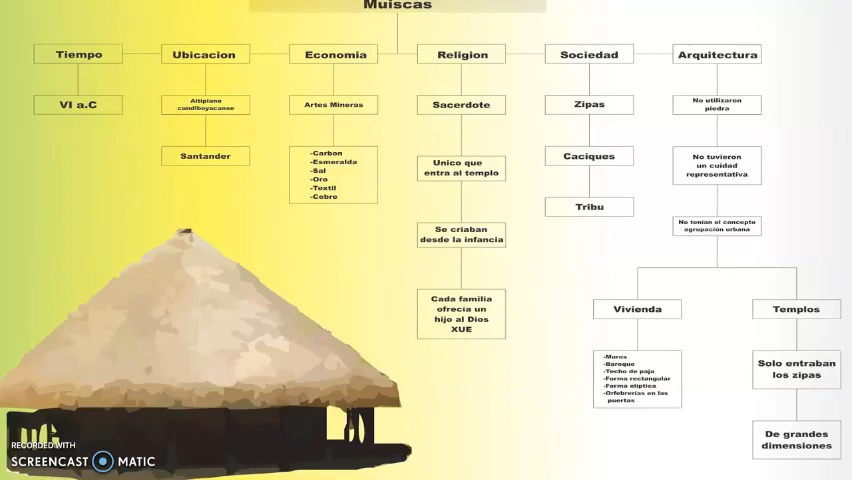 Muiscas
Tiempo
Ubicacion
Economia
Religion
Sociedad
Arquitectura
VI a.C
Altiplano
cundiboyacanse
Artes Mineras
Sacerdote
Zipas
No utilizaron
piedra
Santander
-Carbon
-Esmeralda
-Sal
-Oro
-Textil
-Cobre
Unico que
entra al templo
Caciques
No tuvieron
un cuidad
representativa
Tribu
Se criaban
desde la infancia
No tenían el concepto
agrupación urbana
Cada familia
ofrecía un
hijo al Dios
XUE
Vivienda
Templos
-Muros
-Bareque
-Techo de paja
-Forma rectangular
-Forma eliptica
-Orfebrerías en las
puertas
Solo entraban
los zipas
De grandes
dimensiones
RECORDED WITH
SCREENCAST MATIC